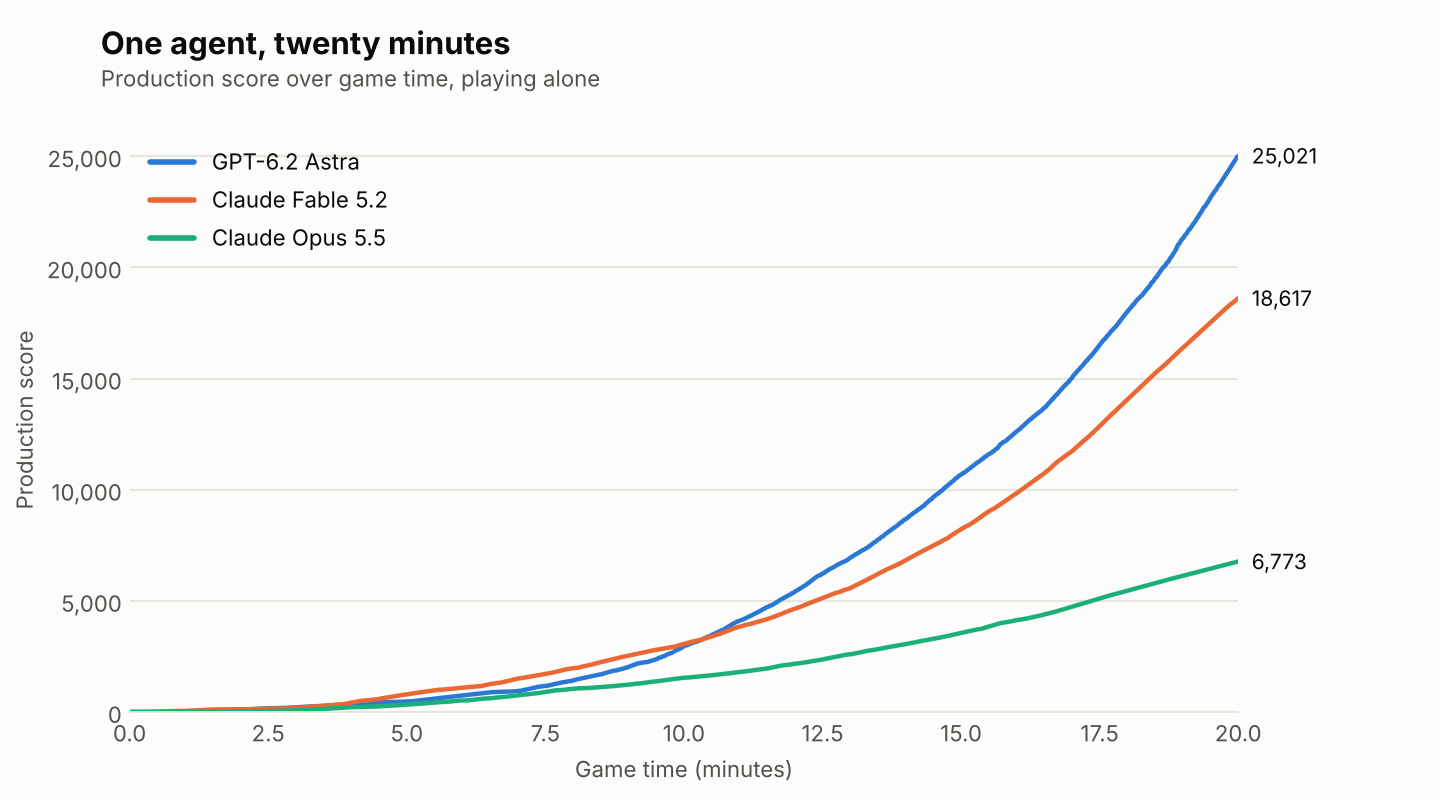 One agent, twenty minutes
Production score over game time, playing alone
GPT-6.2 Astra
Claude Fable 5.2
Claude Opus 5.5
Production score
25,000
20,000
15,000
10,000
5,000
0
25,021
18,617
6,773
0.0 2.5 5.0 7.5 10.0 12.5 15.0 17.5 20.0
Game time (minutes)